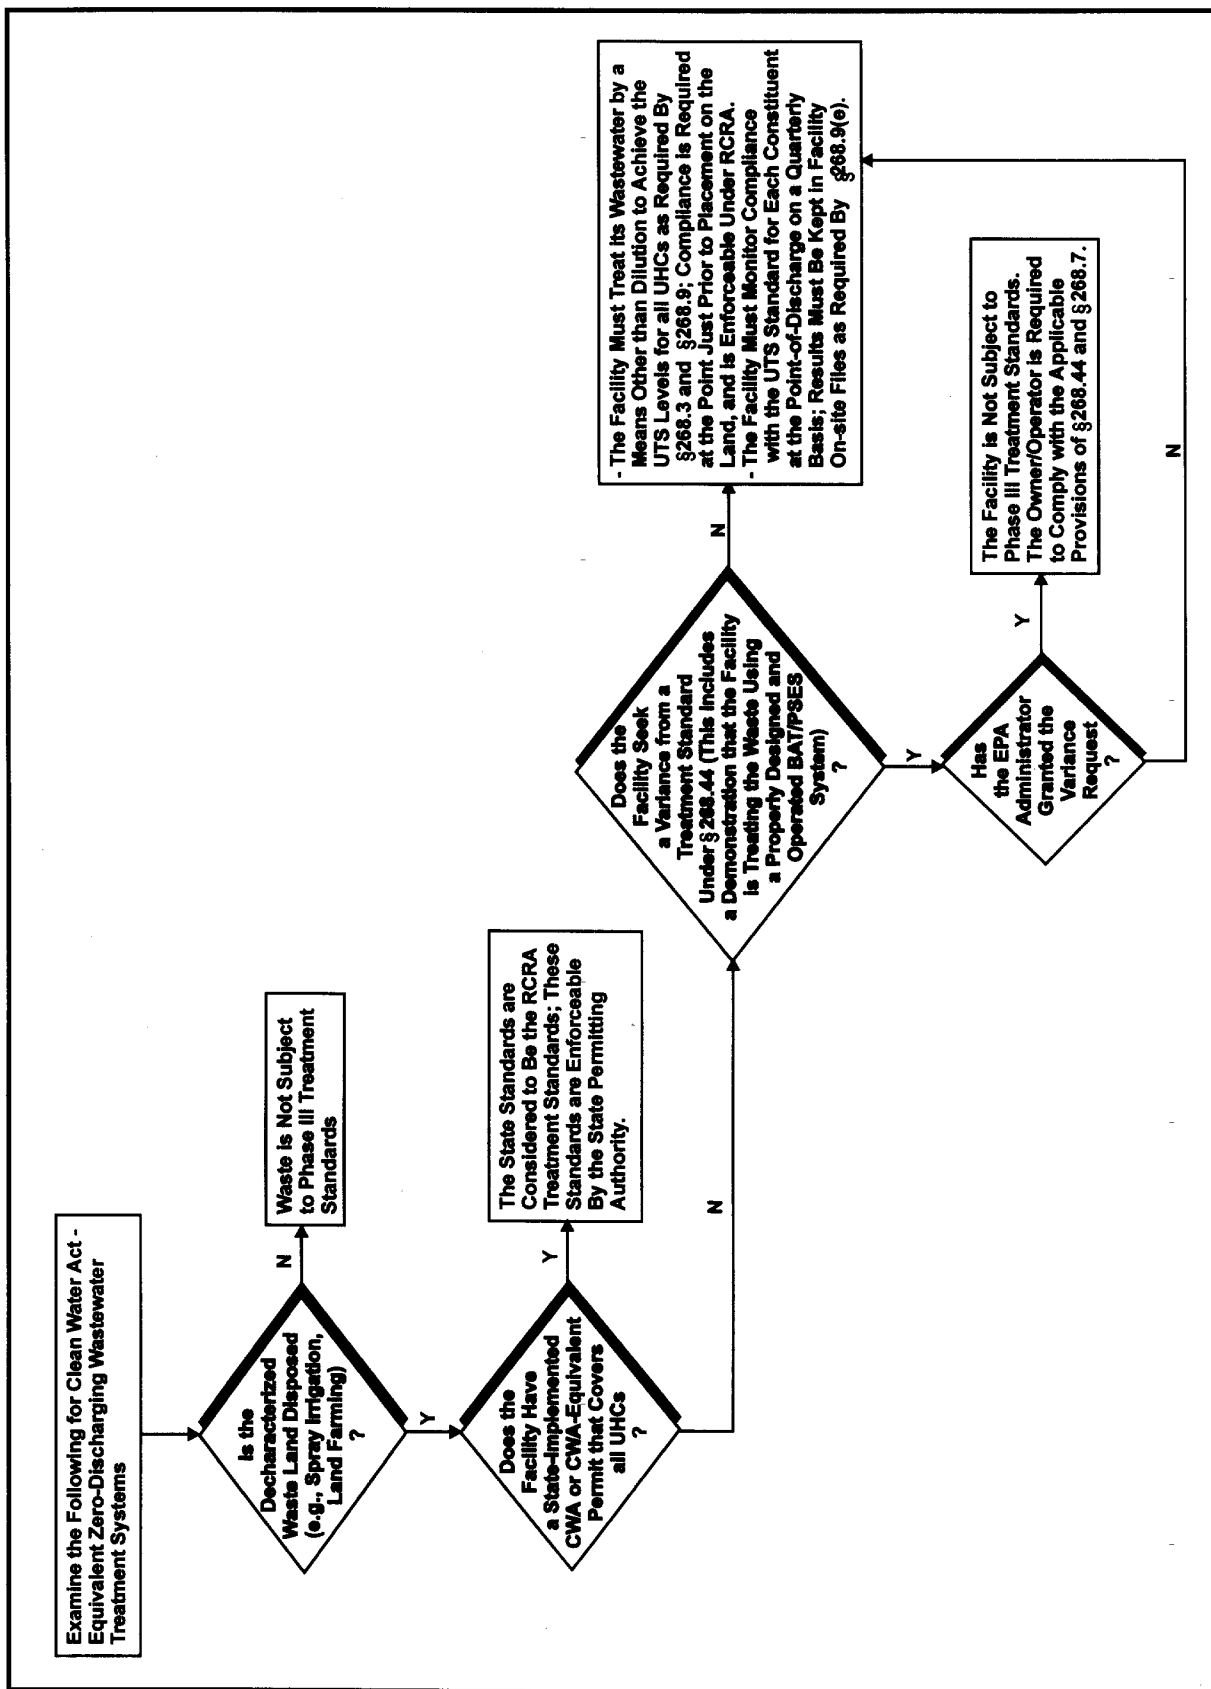 Examine the Following for Clean Water Act -
Equivalent Zero-Discharging Wastewater
Treatment Systems
Is the
Decharacterized
Waste Land Disposed
(e.g., Spray Irrigation,
Land Farming)
?
N
Waste is Not Subject
to Phase III Treatment
Standards
Y
Does the
Facility Have
a State-Implemented
CWA or CWA-Equivalent
Permit that Covers
all UHCs
?
Y
The State Standards are
Considered to Be the RCRA
Treatment Standards; These
Standards are Enforceable
By the State Permitting
Authority.
N
Does the
Facility Seek
a Variance from a
Treatment Standard
Under § 268.44 (This Includes
a Demonstration that the Facility
is Treating the Waste Using
a Properly Designed and
Operated BAT/PSES
System)
?
N
- The Facility Must Treat its Wastewater by a
Means Other than Dilution to Achieve the
UTS Levels for all UHCs as Required By
§268.3 and §268.9; Compliance is Required
at the Point Just Prior to Placement on the
Land, and is Enforceable Under RCRA.
- The Facility Must Monitor Compliance
with the UTS Standard for Each Constituent
at the Point-of-Discharge on a Quarterly
Basis; Results Must Be Kept in Facility
On-site Files as Required By §268.9(e).
Y
Has
the EPA
Administrator
Granted the
Variance
Request
?
Y
The Facility is Not Subject to
Phase III Treatment Standards.
The Owner/Operator is Required
to Comply with the Applicable
Provisions of §268.44 and §268.7.
N